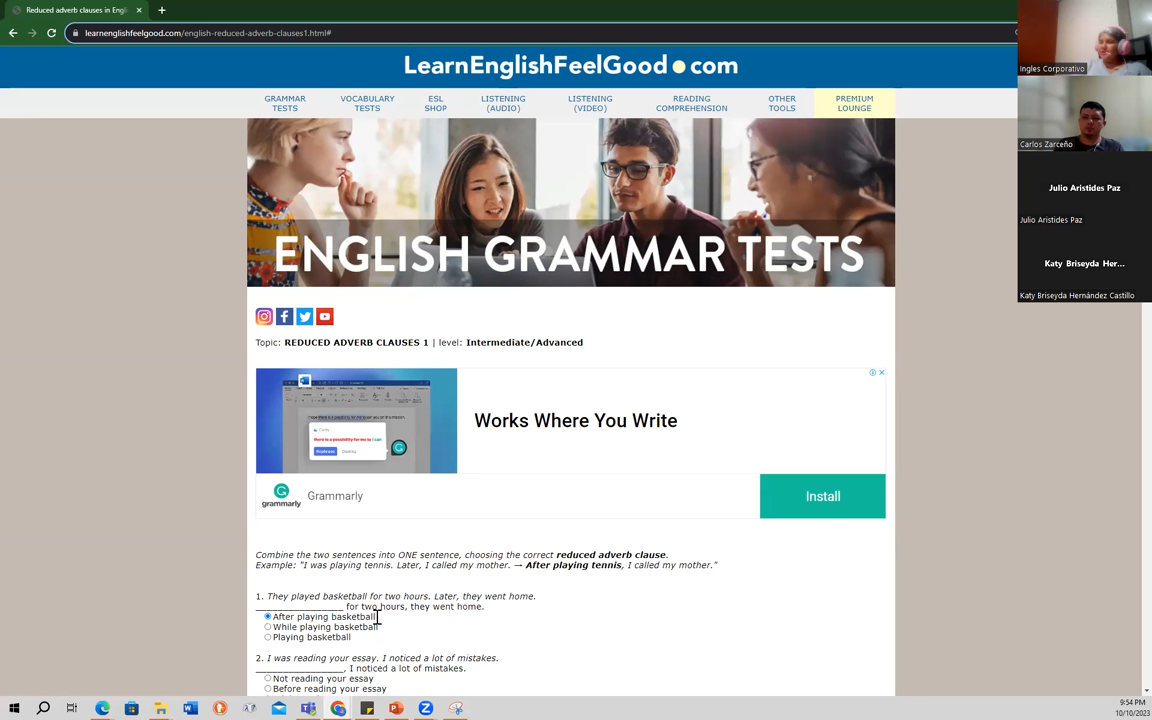 Reduced adverb clauses in Engl
learnenglishfeelgood.com/english-reduced-adverb-clauses1.html#
LearnEnglishFeelGood com
GRAMMAR TESTS
VOCABULARY TESTS
ESL SHOP
LISTENING (AUDIO)
LISTENING (VIDEO)
READING COMPREHENSION
OTHER TOOLS
PREMIUM LOUNGE
ENGLISH GRAMMAR TESTS
Topic: REDUCED ADVERB CLAUSES 1 | level: Intermediate/Advanced
Works Where You Write
grammarly
Grammarly
Install
Combine the two sentences into ONE sentence, choosing the correct reduced adverb clause.
Example: "I was playing tennis. Later, I called my mother. → After playing tennis, I called my mother."
1. They played basketball for two hours. Later, they went home.
________________ for two hours, they went home.
After playing basketball
While playing basketball
Playing basketball
2. I was reading your essay. I noticed a lot of mistakes.
________________, I noticed a lot of mistakes.
Not reading your essay
Before reading your essay
Ingles Corporativo
Carlos Zarceño
Julio Aristides Paz
Julio Aristides Paz
Katy Briseyda Her...
Katy Briseyda Hernández Castillo
9:54 PM
10/10/2023